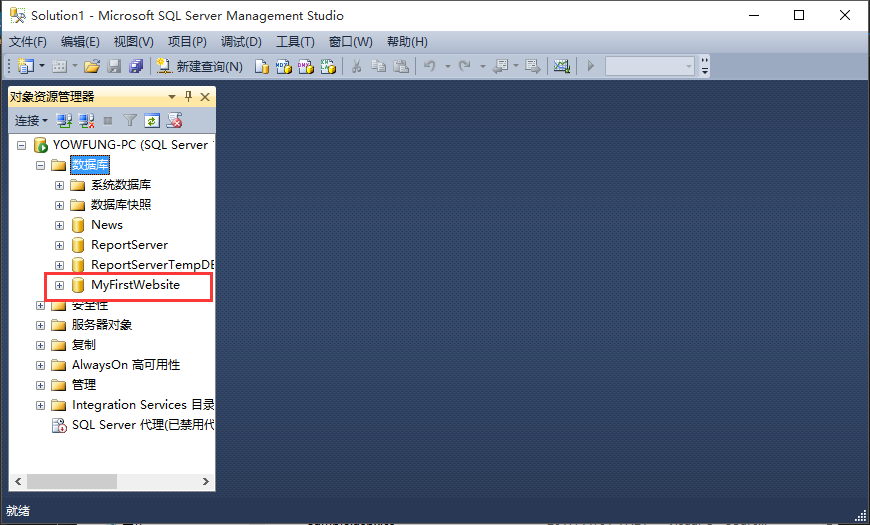 Solution1 - Microsoft SQL Server Management Studio
文件(F) 编辑(E) 视图(V) 项目(P) 调试(D) 工具(T) 窗口(W) 帮助(H)
新建查询(N)
对象资源管理器
连接
YOWFUNG-PC (SQL Server
数据库
系统数据库
数据库快照
News
ReportServer
ReportServerTempDB
MyFirstWebsite
安全性
服务器对象
复制
AlwaysOn 高可用性
管理
Integration Services 目录
SQL Server 代理(已禁用代
就绪